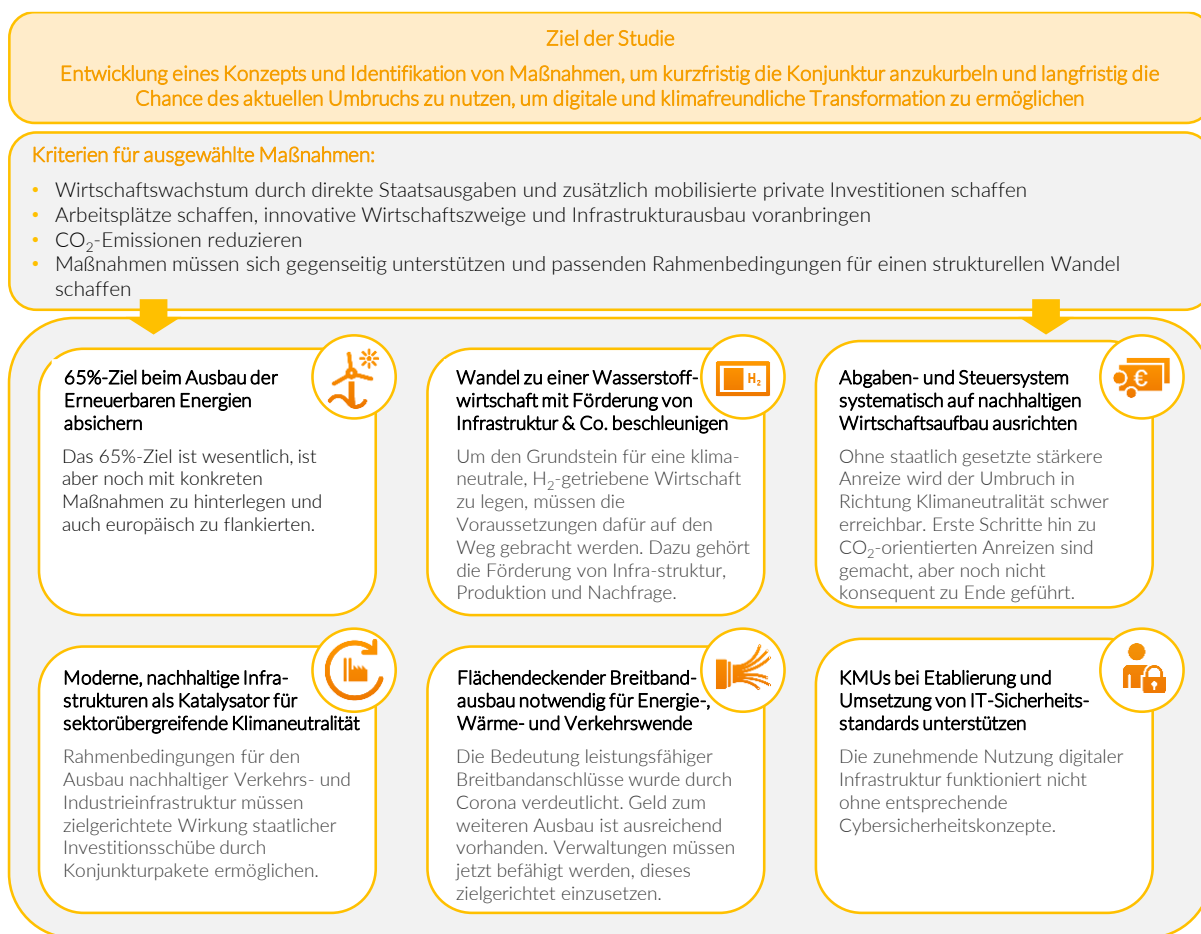 Ziel der Studie
Entwicklung eines Konzepts und Identifikation von Maßnahmen, um kurzfristig die Konjunktur anzukurbeln und langfristig die
Chance des aktuellen Umbruchs zu nutzen, um digitale und klimafreundliche Transformation zu ermöglichen
Kriterien für ausgewählte Maßnahmen:
• Wirtschaftswachstum durch direkte Staatsausgaben und zusätzlich mobilisierte private Investitionen schaffen
• Arbeitsplätze schaffen, innovative Wirtschaftszweige und Infrastrukturausbau voranbringen
• CO₂-Emissionen reduzieren
• Maßnahmen müssen sich gegenseitig unterstützen und passenden Rahmenbedingungen für einen strukturellen Wandel
schaffen
65%-Ziel beim Ausbau der
Erneuerbaren Energien
absichern
Das 65%-Ziel ist wesentlich, ist
aber noch mit konkreten
Maßnahmen zu hinterlegen und
auch europäisch zu flankierten.
H₂
Wandel zu einer Wasserstoff-
wirtschaft mit Förderung von
Infrastruktur & Co. beschleunigen
Um den Grundstein für eine klima-
neutrale, H₂-getriebene Wirtschaft
zu legen, müssen die
Voraussetzungen dafür auf den
Weg gebracht werden. Dazu gehört
die Förderung von Infra-struktur,
Produktion und Nachfrage.
€
Abgaben- und Steuersystem
systematisch auf nachhaltigen
Wirtschaftsaufbau ausrichten
Ohne staatlich gesetzte stärkere
Anreize wird der Umbruch in
Richtung Klimaneutralität schwer
erreichbar. Erste Schritte hin zu
CO₂-orientierten Anreizen sind
gemacht, aber noch nicht
konsequent zu Ende geführt.
Moderne, nachhaltige Infra-
strukturen als Katalysator für
sektorübergreifende Klimaneutralität
Rahmenbedingungen für den
Ausbau nachhaltiger Verkehrs- und
Industrieinfrastruktur müssen
zielgerichtete Wirkung staatlicher
Investitionsschübe durch
Konjunkturpakete ermöglichen.
Flächendeckender Breitband-
ausbau notwendig für Energie-,
Wärme- und Verkehrswende
Die Bedeutung leistungsfähiger
Breitbandanschlüsse wurde durch
Corona verdeutlicht. Geld zum
weiteren Ausbau ist ausreichend
vorhanden. Verwaltungen müssen
jetzt befähigt werden, dieses
zielgerichtet einzusetzen.
KMUs bei Etablierung und
Umsetzung von IT-Sicherheits-
standards unterstützen
Die zunehmende Nutzung digitaler
Infrastruktur funktioniert nicht
ohne entsprechende
Cybersicherheitskonzepte.